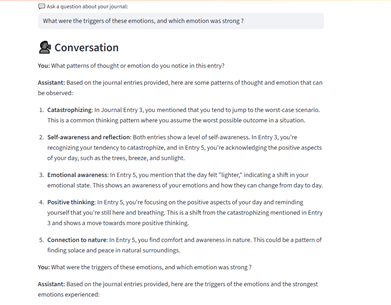 Ask a question about your journal:
What were the triggers of these emotions, and which emotion was strong ?
Conversation
You: What patterns of thought or emotion do you notice in this entry?
Assistant: Based on the journal entries provided, here are some patterns of thought and emotion that can
be observed:
1. Catastrophizing: In Journal Entry 3, you mentioned that you tend to jump to the worst-case scenario.
This is a common thinking pattern where you assume the worst possible outcome in a situation.
2. Self-awareness and reflection: Both entries show a level of self-awareness. In Entry 3, you're
recognizing your tendency to catastrophize, and in Entry 5, you're acknowledging the positive aspects
of your day, such as the trees, breeze, and sunlight.
3. Emotional awareness: In Entry 5, you mention that the day felt "lighter," indicating a shift in your
emotional state. This shows an awareness of your emotions and how they can change from day to day.
4. Positive thinking: In Entry 5, you're focusing on the positive aspects of your day and reminding
yourself that you're still here and breathing. This is a shift from the catastrophizing mentioned in Entry
3 and shows a move towards more positive thinking.
5. Connection to nature: In Entry 5, you find comfort and awareness in nature. This could be a pattern of
finding solace and peace in natural surroundings.
You: What were the triggers of these emotions, and which emotion was strong ?
Assistant: Based on the journal entries provided, here are the triggers of the emotions and the strongest
emotions experienced: